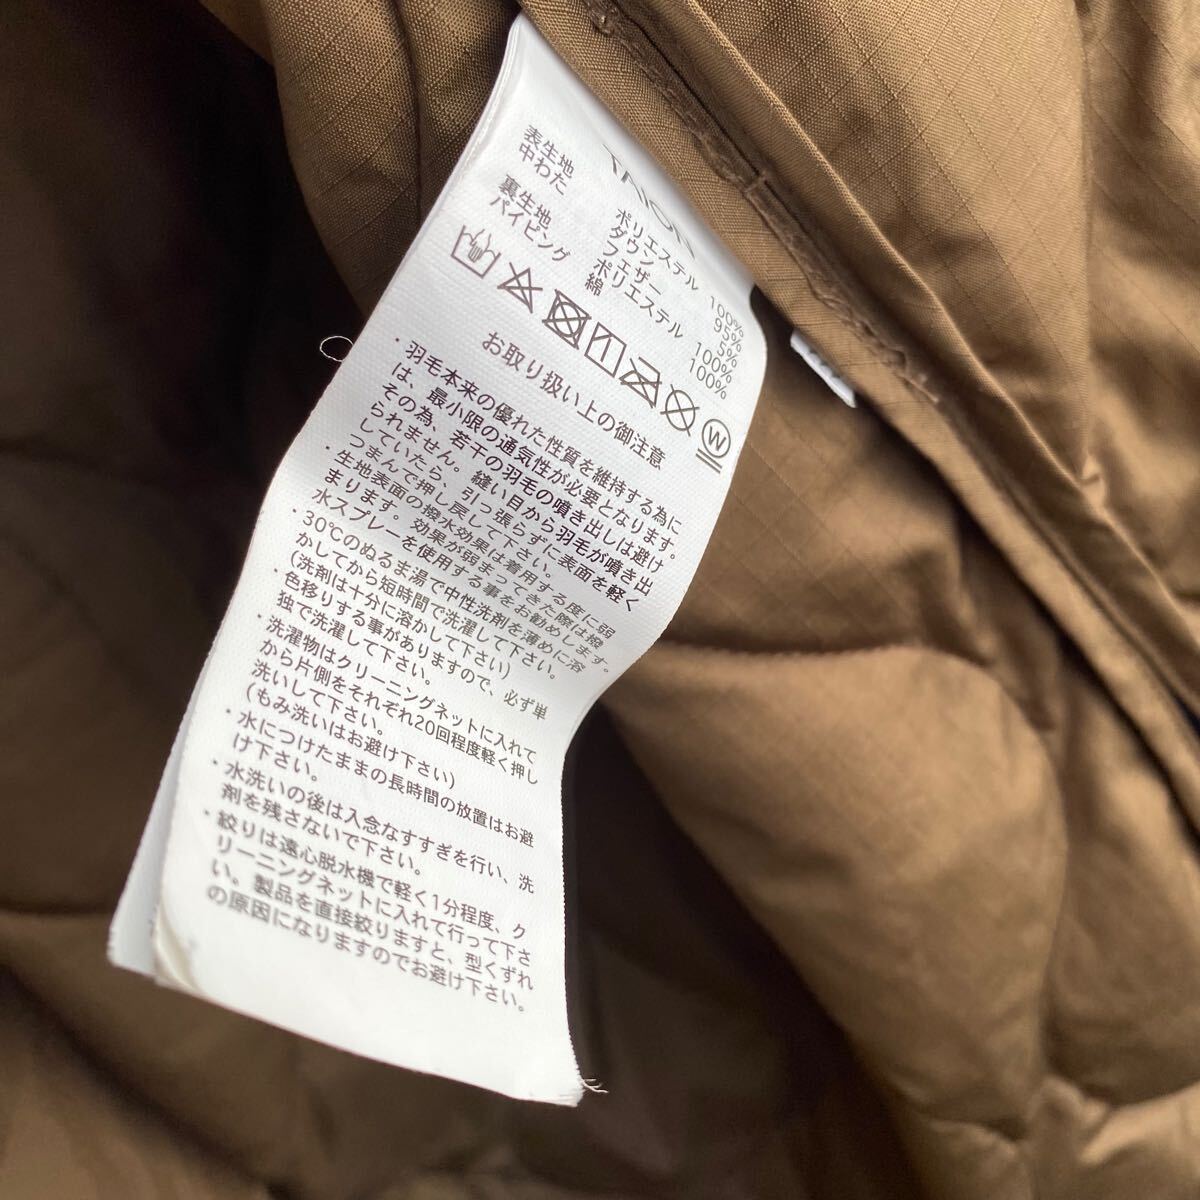 TAION
表生地 ポリエステル 100%
中わた ダウン 95%
フェザー 5%
裏生地 ポリエステル 100%
パイピング 綿 100%
W
お取り扱い上の御注意
・羽毛本来の優れた性質を維持する為に
は、最小限の通気性が必要となります。
その為、若干の羽毛の噴き出しは避け
られません。縫い目から羽毛が噴き出
していたら、引っ張らずに表面を軽く
つまんで押し戻して下さい。
・生地表面の撥水効果は着用する度に弱
まります。効果が弱まってきた際は撥
水スプレーを使用する事をお勧めします。
・30℃のぬるま湯で中性洗剤を薄めに溶
かしてから短時間で洗濯して下さい。
(洗剤は十分に溶かして下さい)
・色移りする事がありますので、必ず単
独で洗濯して下さい。
・洗濯物はクリーニングネットに入れて
から片側をそれぞれ20回程度軽く押し
洗いして下さい。
(もみ洗いはお避け下さい)
・水につけたままの長時間の放置はお避
け下さい。
・水洗いの後は入念なすすぎを行い、洗
剤を残さないで下さい。
・絞りは遠心脱水機で軽く1分程度、ク
リーニングネットに入れて行って下さ
い。製品を直接絞りますと、型くずれ
の原因になりますのでお避け下さい。